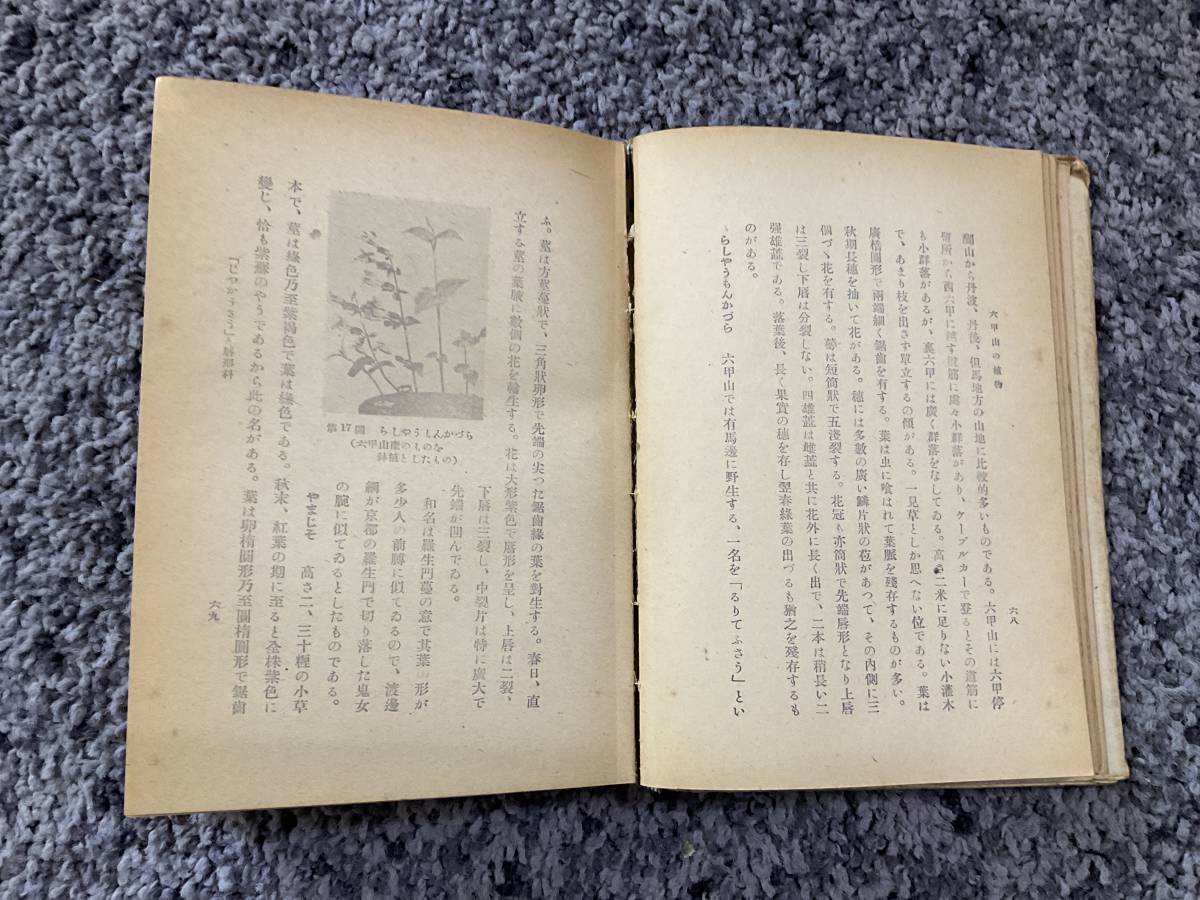 六甲山の植物
六八
關山から丹波、丹後、但馬地方の山地に比較的多いものである。六甲山には六甲停
留所から西六甲に越す道筋に處々小群落があり、ケーブルカーで登るとその道筋に
も小群落があるが、裏六甲には廣く群落をなしてゐる。高さ二米に足りない小灌木
で、あまり枝を出さず單立するの傾がある。一見草としか思へない位である。葉は
廣楕圓形で兩端細く鋸齒を有する。葉は虫に喰はれて葉脈を殘存するものが多い。
秋期長穗を抽いて花がある。穗には多數の廣い鱗片狀の苞があつて、その內側に三
個づゝ花を有する。萼は短筒狀で五淺裂する。花冠も亦筒狀で先端唇形となり上唇
は三裂し下唇は分裂しない。四雄蕋は雌蕋と共に花外に長く出で、二本は稍長い二
强雄蕋である。落葉後、長く果實の穗を存し翌春綠葉の出づるも猶之を殘存するも
のがある。
らしやうもんかづら　六甲山では有馬邊に野生する、一名を「るりてふさう」とい
ふ。莖は方莖蔓狀で、三角狀卵形で先端の尖つた鋸齒緣の葉を對生する。春日、直
立する莖の葉腋に數個の花を輪生する。花は大形紫色で唇形を呈し、上唇は二裂、
下唇は三裂し、中裂片は特に廣大で
先端が凹んでゐる。
和名は羅生門蔓の意で其葉の形が
多少人の前膊に似てゐるので、渡邊
綱が京都の羅生門で切り落した鬼女
の腕に似てゐるとしたものである。
第17圖　らしやうもんかづら
(六甲山產のものを
鉢植としたもの)
やまじそ　高さ二、三十糎の小草
本で、莖は綠色乃至紫褐色で葉は綠色である。秋末、紅葉の期に至ると全株紫色に
變じ、恰も紫蘇のやうであるから此の名がある。葉は卵楕圓形乃至圓楕圓形で鋸齒
「じやかうさう」、唇形科
六九